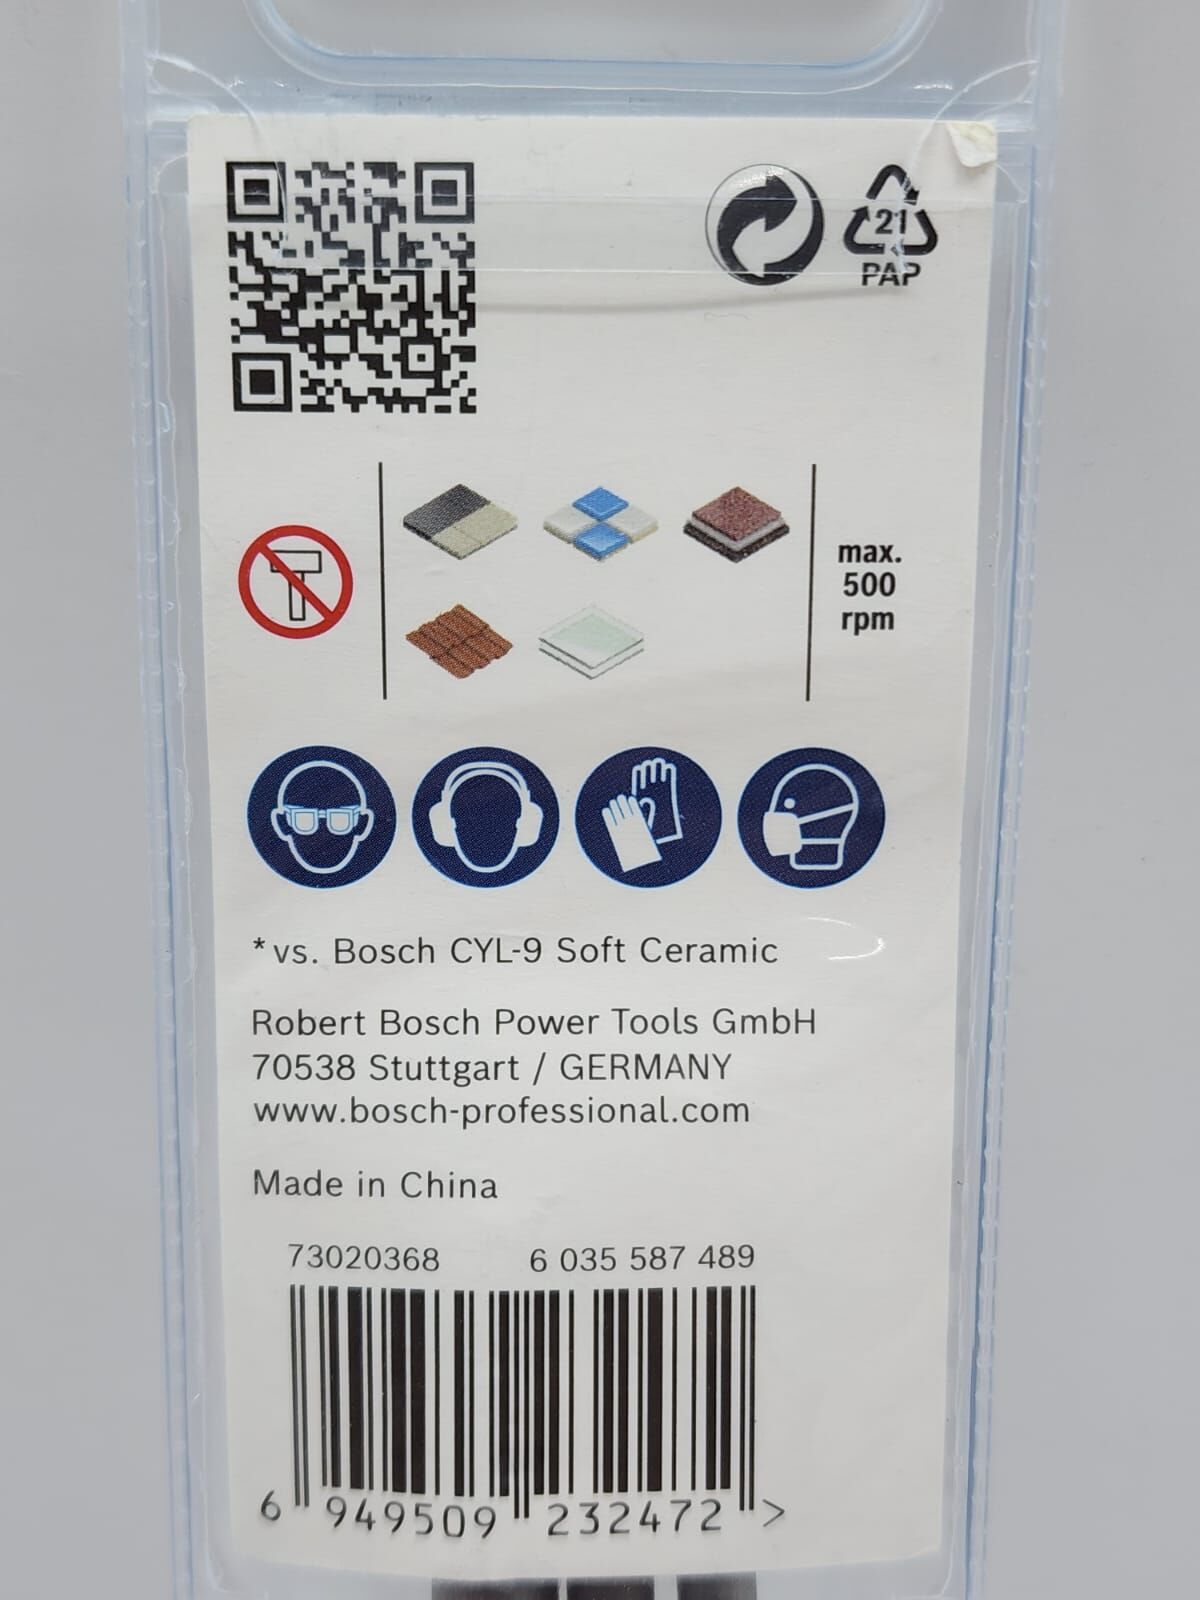 21
PAP
max.
500
rpm
* vs. Bosch CYL-9 Soft Ceramic
Robert Bosch Power Tools GmbH
70538 Stuttgart / GERMANY
www.bosch-professional.com
Made in China
73020368 6 035 587 489
6 949509 232472 >